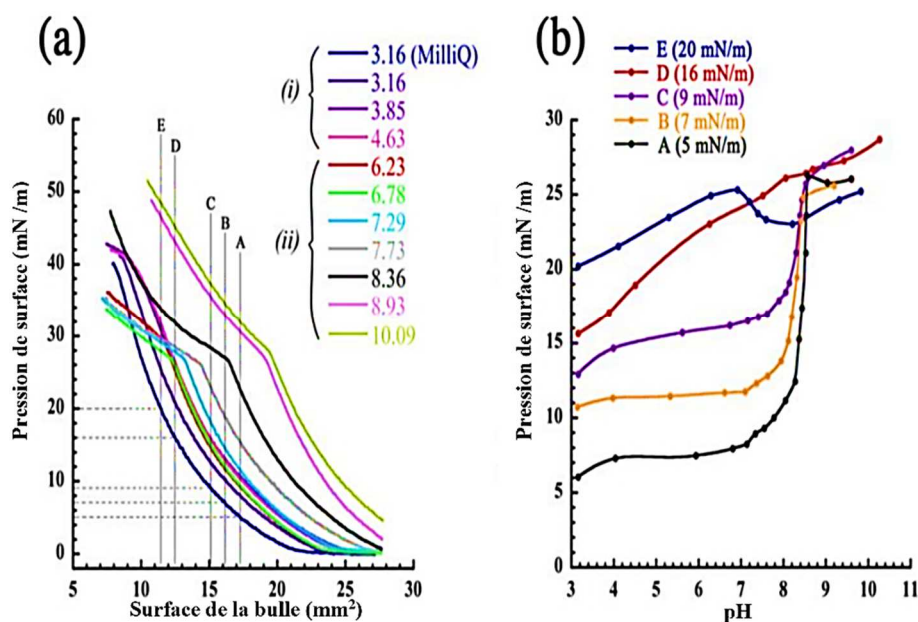 (a)
(i)
3.16 (MilliQ)
3.16
3.85
4.63
(ii)
6.23
6.78
7.29
7.73
8.36
8.93
10.09
E
D
C
B
A
Pression de surface (mN /m)
60
50
40
30
20
10
0
5 10 15 20 25 30
Surface de la bulle (mm²)
(b)
E (20 mN/m)
D (16 mN/m)
C (9 mN/m)
B (7 mN/m)
A (5 mN/m)
Pression de surface (mN/m)
30
25
20
15
10
5
0
3 4 5 6 7 8 9 10 11
pH